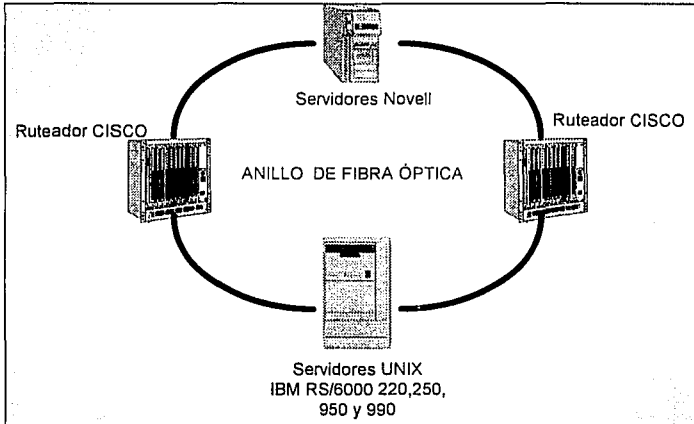 Servidores Novell
Ruteador CISCO
Ruteador CISCO
ANILLO DE FIBRA ÓPTICA
Servidores UNIX
IBM RS/6000 220,250,
950 y 990